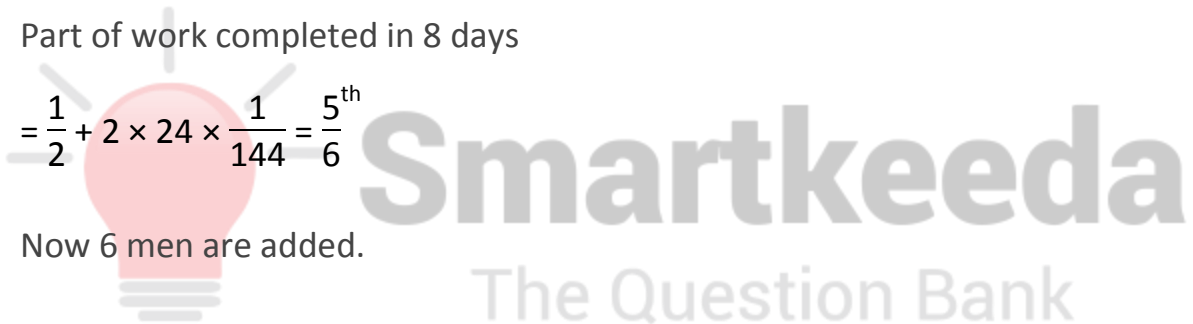 Part of work completed in 8 days
= 1/2 + 2 × 24 × 1/144 = 5/6 th
Smartkeeda
Now 6 men are added.
The Question Bank